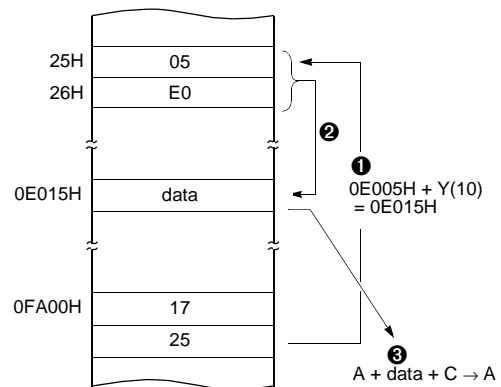 25H 05
26H E0
❷
❶
0E005H + Y(10)
= 0E015H
0E015H data
0FA00H 17
25
❸
A + data + C → A